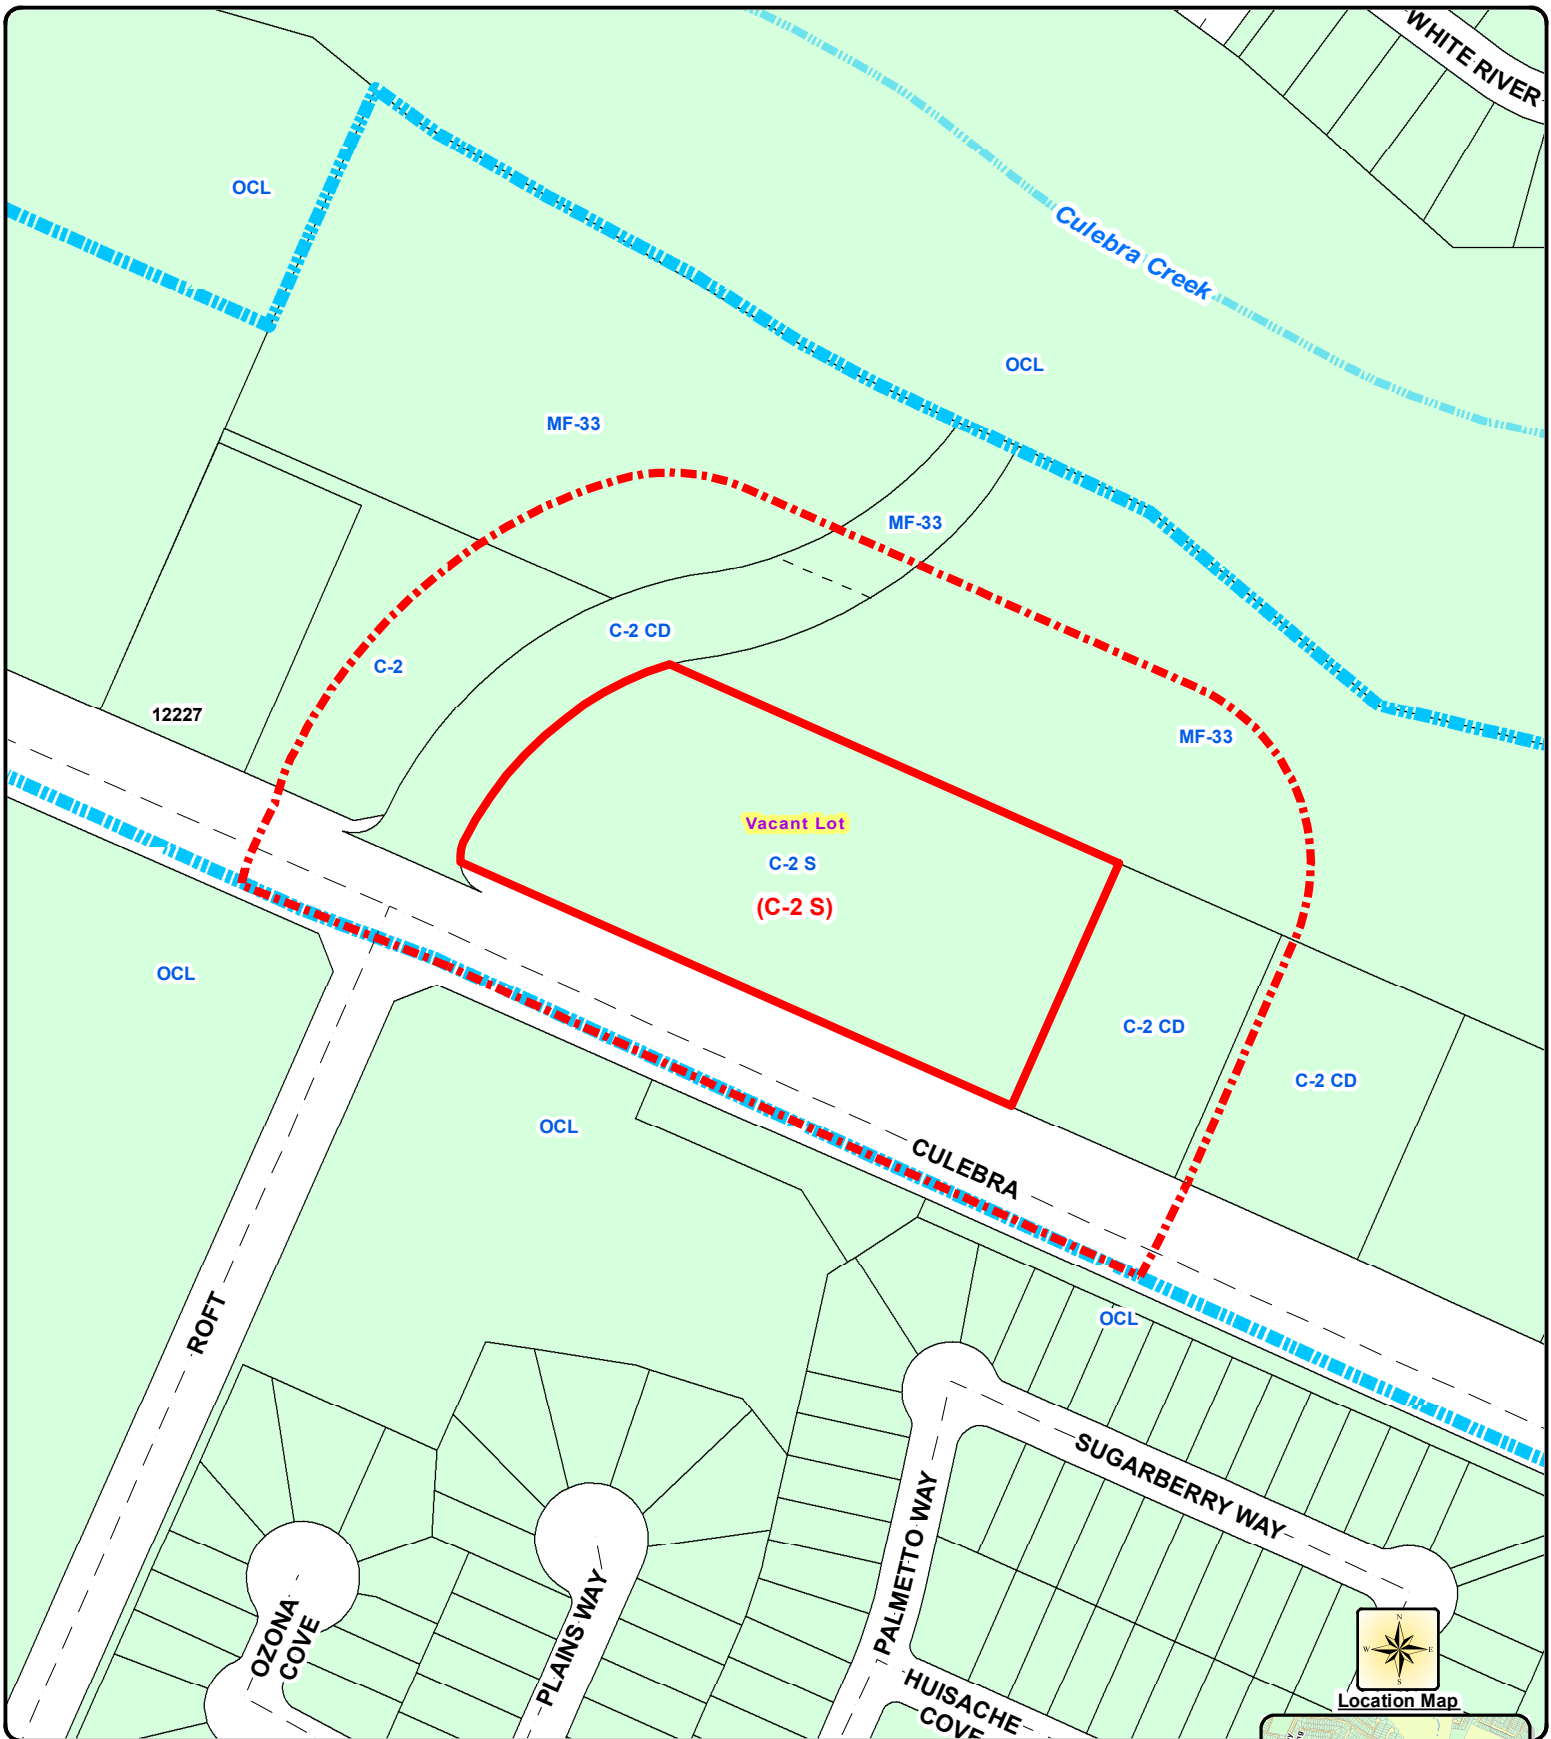 WHITE RIVER
OCL
Culebra Creek
OCL
MF-33
MF-33
C-2 CD
C-2
12227
MF-33
Vacant Lot
C-2 S
(C-2 S)
OCL
C-2 CD
C-2 CD
OCL
CULEBRA
ROFT
OCL
SUGARBERRY WAY
PALMETTO WAY
OZONA
COVE
PLAINS WAY
HUISACHE
COVE
N
W
E
S
Location Map